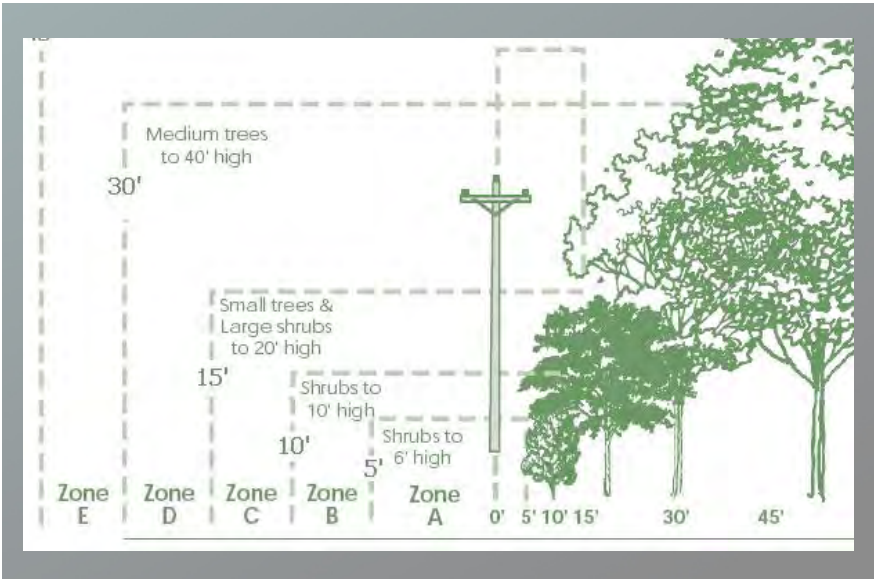 Medium trees
to 40' high
30'
Small trees &
Large shrubs
to 20' high
15'
Shrubs to
10' high
10'
Shrubs to
6' high
5'
Zone
E
Zone
D
Zone
C
Zone
B
Zone
A
0' 5' 10' 15' 30' 45'